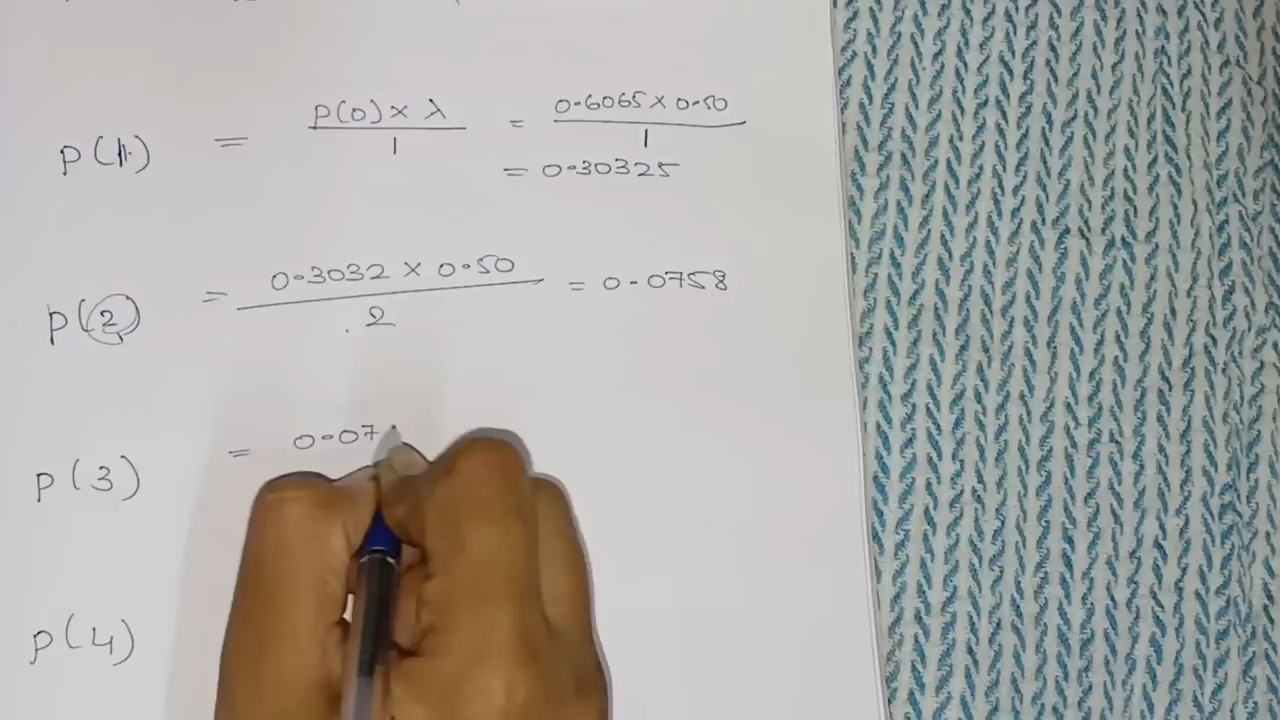 P(1) = P(0) × λ / 1 = 0.6065 × 0.50 / 1
= 0.30325
P(2) = 0.3032 × 0.50 / 2 = 0.0758
P(3) = 0.07
P(4)